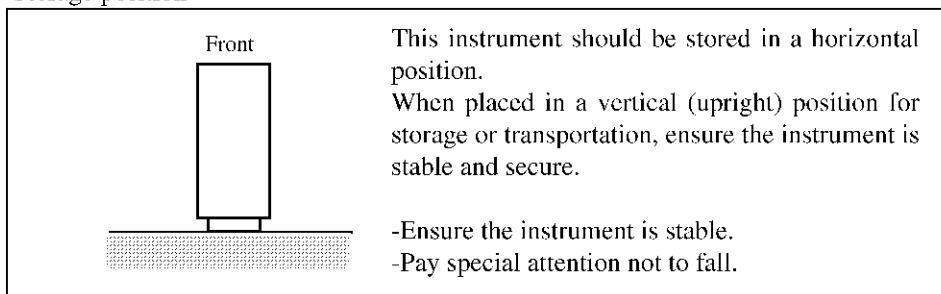 Storage position
Front
This instrument should be stored in a horizontal
position.
When placed in a vertical (upright) position for
storage or transportation, ensure the instrument is
stable and secure.
-Ensure the instrument is stable.
-Pay special attention not to fall.